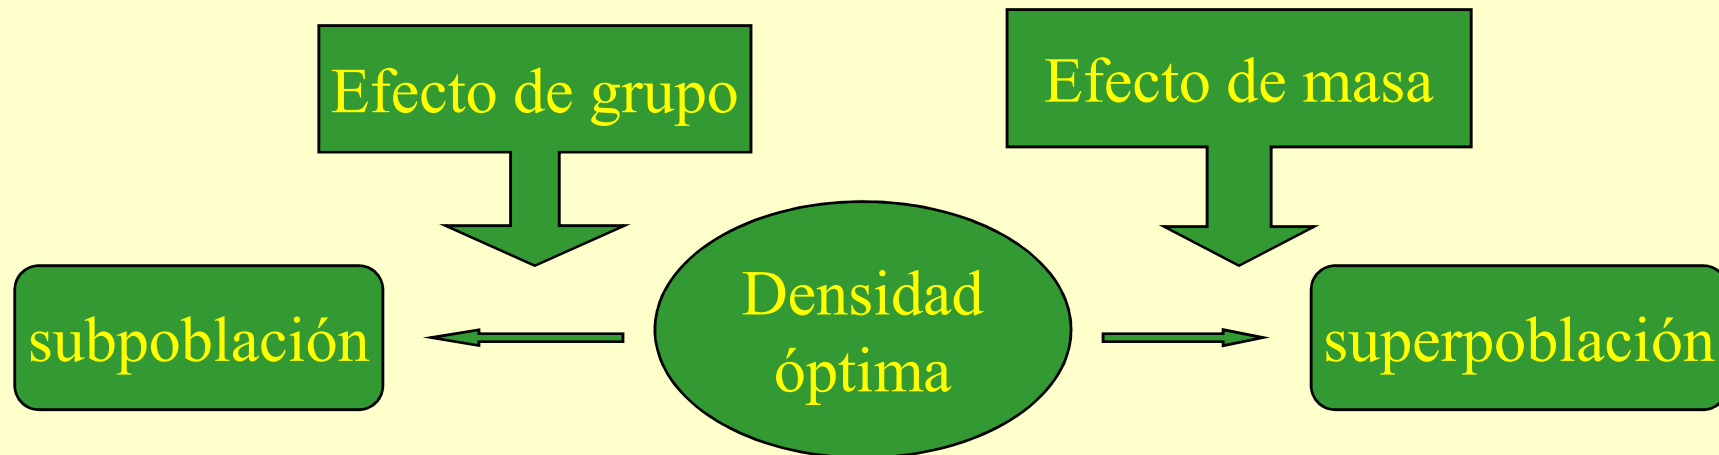 Efecto de grupo
Efecto de masa
subpoblación
Densidad
óptima
superpoblación